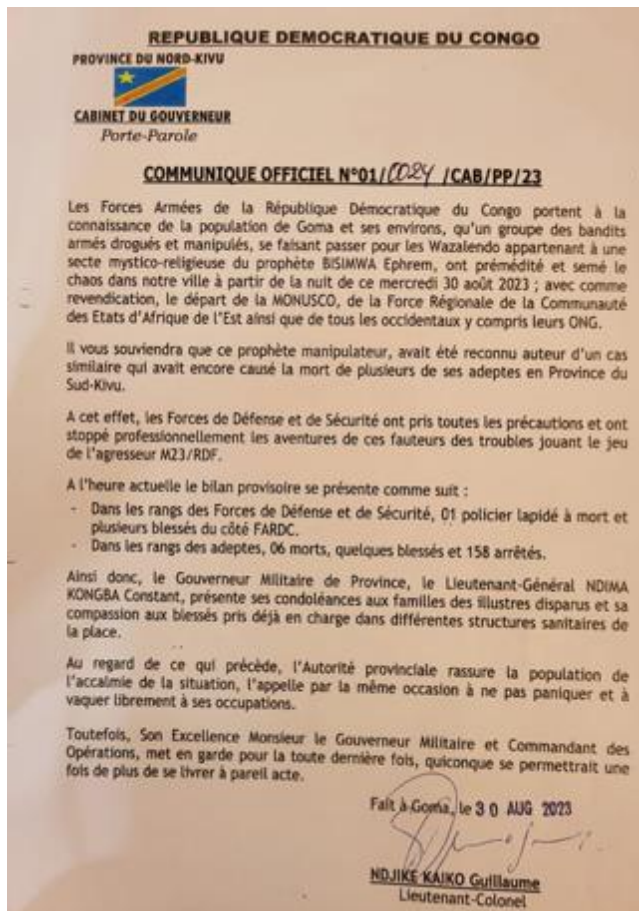 REPUBLIQUE DEMOCRATIQUE DU CONGO
PROVINCE DU NORD-KIVU
CABINET DU GOUVERNEUR
Porte-Parole
COMMUNIQUE OFFICIEL N°01/0024 /CAB/PP/23
Les Forces Armées de la République Démocratique du Congo portent à la
connaissance de la population de Goma et ses environs, qu'un groupe des bandits
armés drogués et manipulés, se faisant passer pour les Wazalendo appartenant à une
secte mystico-religieuse du prophète BISIMWA Ephrem, ont prémédité et semé le
chaos dans notre ville à partir de la nuit de ce mercredi 30 août 2023 ; avec comme
revendication, le départ de la MONUSCO, de la Force Régionale de la Communauté
des Etats d'Afrique de l'Est ainsi que de tous les occidentaux y compris leurs ONG.
Il vous souviendra que ce prophète manipulateur, avait été reconnu auteur d'un cas
similaire qui avait encore causé la mort de plusieurs de ses adeptes en Province du
Sud-Kivu.
A cet effet, les Forces de Défense et de Sécurité ont pris toutes les précautions et ont
stoppé professionnellement les aventures de ces fauteurs des troubles jouant le jeu
de l'agresseur M23/RDF.
A l'heure actuelle le bilan provisoire se présente comme suit :
- Dans les rangs des Forces de Défense et de Sécurité, 01 policier lapidé à mort et
plusieurs blessés du côté FARDC.
- Dans les rangs des adeptes, 06 morts, quelques blessés et 158 arrêtés.
Ainsi donc, le Gouverneur Militaire de Province, le Lieutenant-Général NDIMA
KONGBA Constant, présente ses condoléances aux familles des illustres disparus et sa
compassion aux blessés pris déjà en charge dans différentes structures sanitaires de
la place.
Au regard de ce qui précède, l'Autorité provinciale rassure la population de
l'accalmie de la situation, l'appelle par la même occasion à ne pas paniquer et à
vaquer librement à ses occupations.
Toutefois, Son Excellence Monsieur le Gouverneur Militaire et Commandant des
Opérations, met en garde pour la toute dernière fois, quiconque se permettrait une
fois de plus de se livrer à pareil acte.
Fait à Goma, le 30 AUG 2023
NDJIKE KAIKO Guillaume
Lieutenant-Colonel